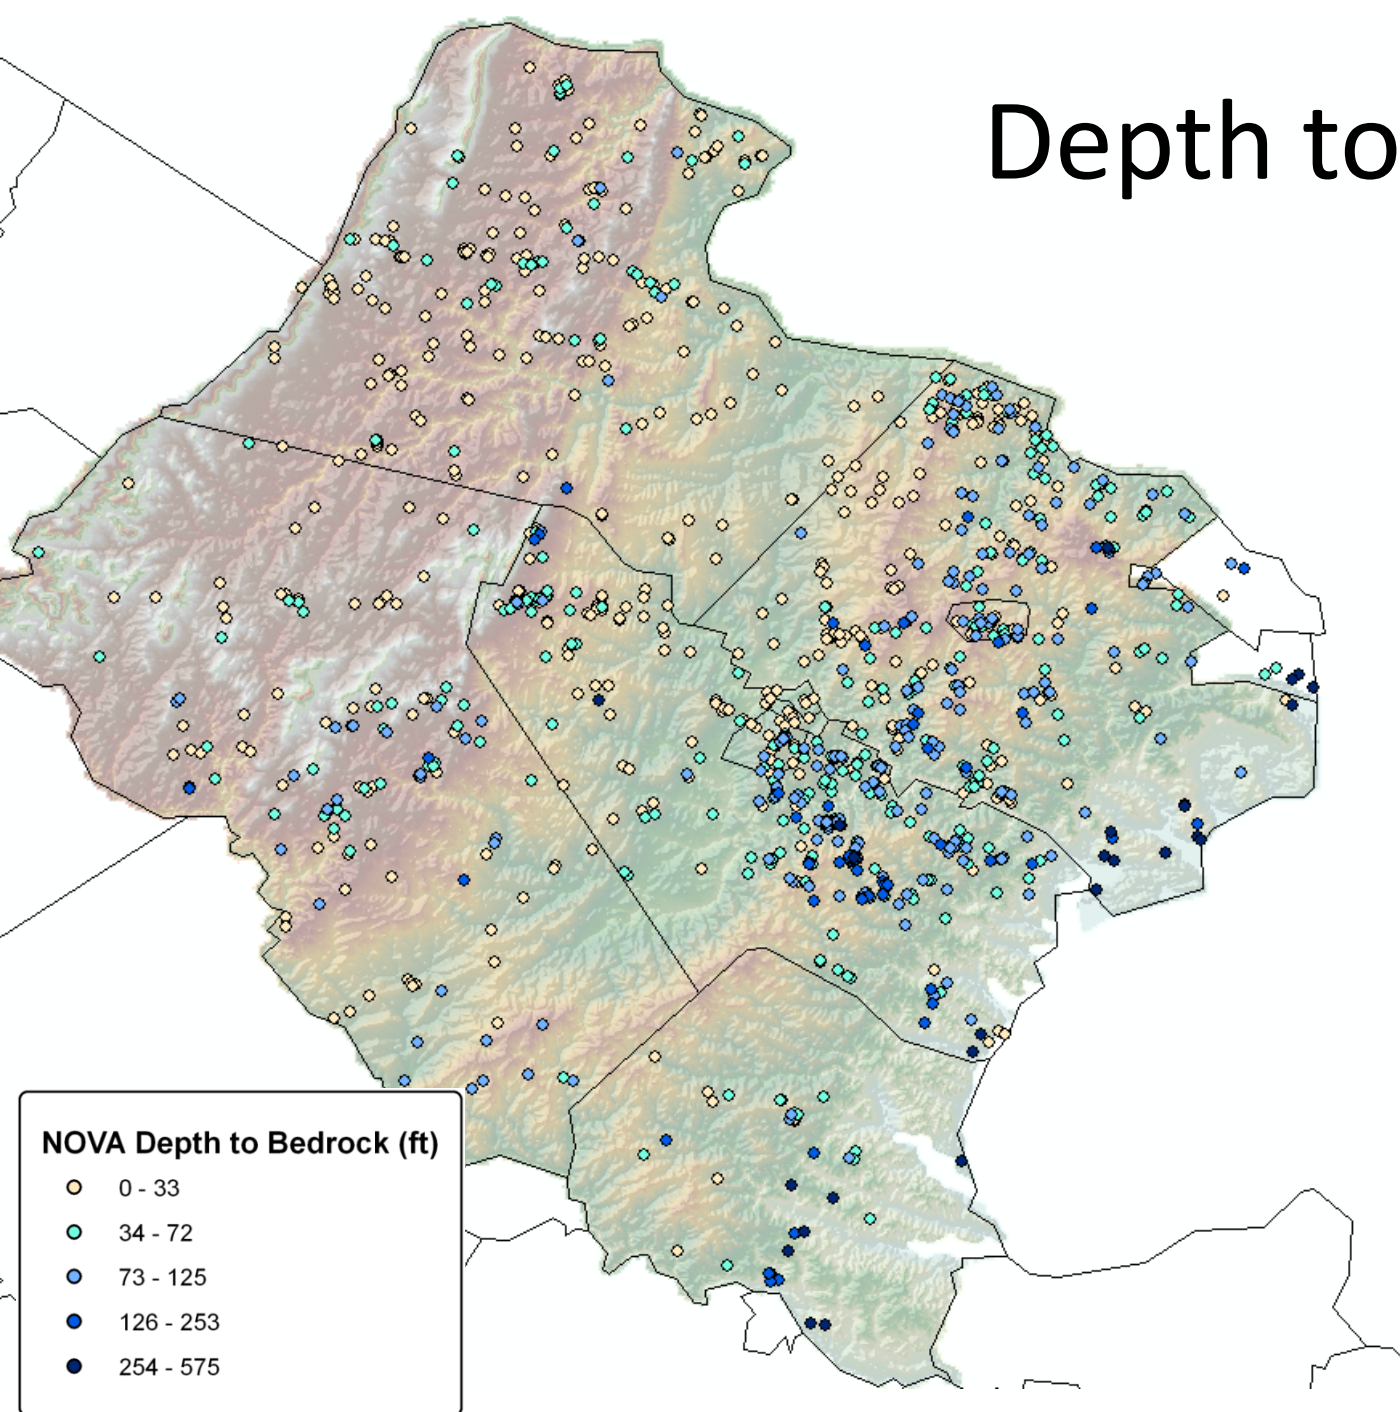 Depth to
NOVA Depth to Bedrock (ft)
0 - 33
34 - 72
73 - 125
126 - 253
254 - 575